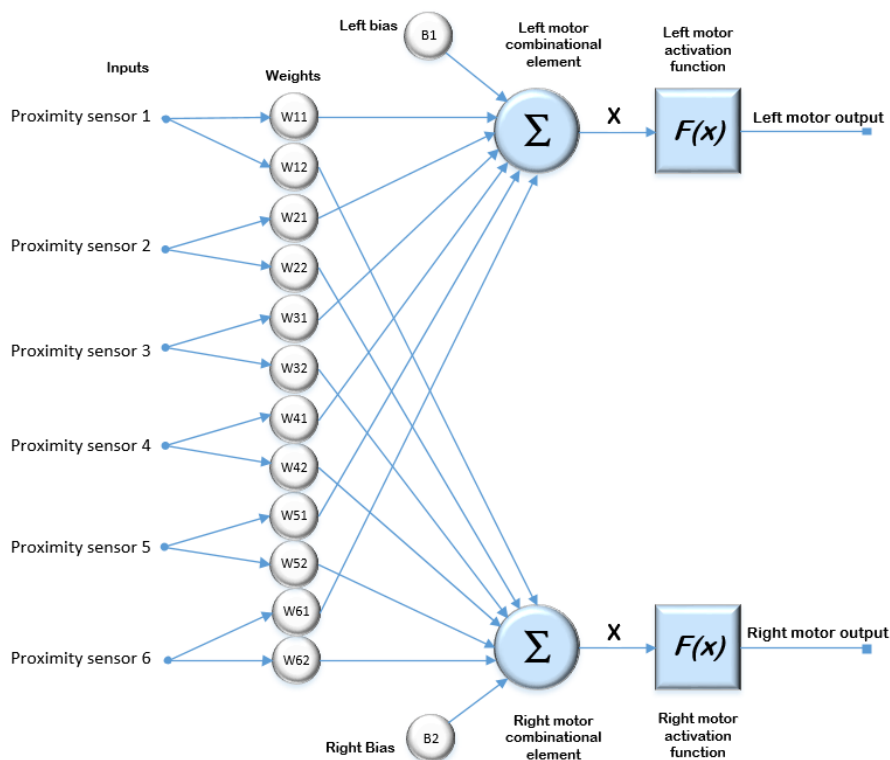 Inputs
Weights
Left bias
B1
Left motor
combinational
element
Left motor
activation
function
Proximity sensor 1
Proximity sensor 2
Proximity sensor 3
Proximity sensor 4
Proximity sensor 5
Proximity sensor 6
W11
W12
W21
W22
W31
W32
W41
W42
W51
W52
W61
W62
Σ
X
F(x)
Left motor output
Σ
X
F(x)
Right motor output
Right Bias
B2
Right motor
combinational
element
Right motor
activation
function